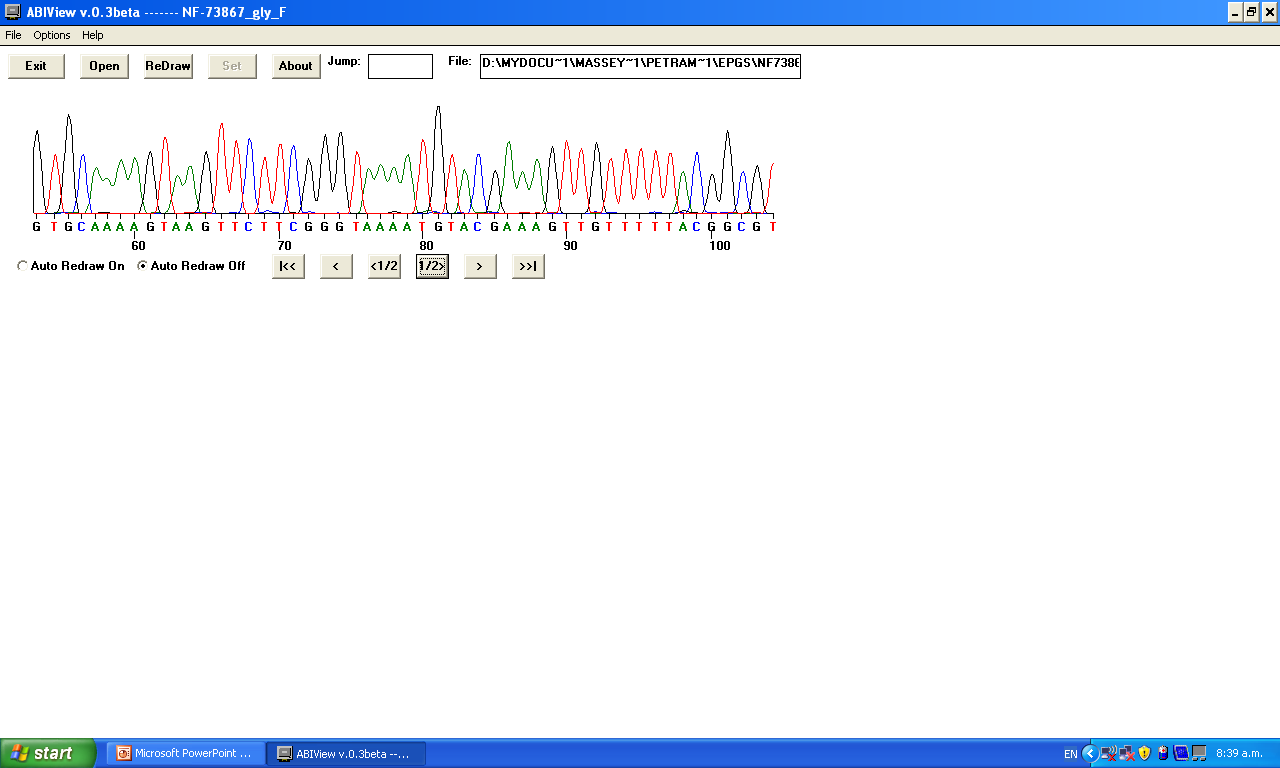 ABIView v.0.3beta ------- NF-73867_gly_F
File Options Help
Exit Open ReDraw Set About Jump: File: D:\MYDOCU~1\MASSEY~1\PETRAM~1\EPGS\NF7386
G T G C A A A A G T A A G T T C T T C G G G T A A A A T G T A C G A A A G T T G T T T T T A C G G C G T
60 70 80 90 100
Auto Redraw On Auto Redraw Off |<< < <1/2 1/2> > >>|
start Microsoft PowerPoint ... ABIView v.0.3beta --... EN 8:39 a.m.